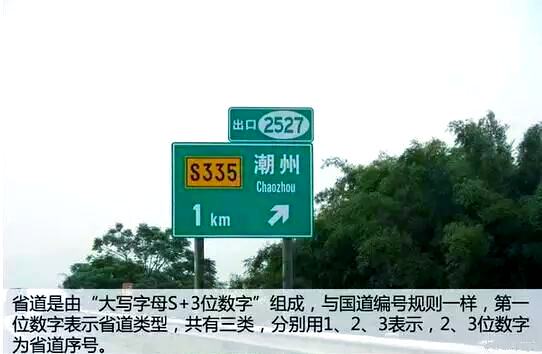 出口 2527
S335 潮州
Chaozhou
1 km
省道是由“大写字母S+3位数字”组成，与国道编号规则一样，第一
位数字表示省道类型，共有三类，分别用1、2、3表示，2、3位数字
为省道序号。